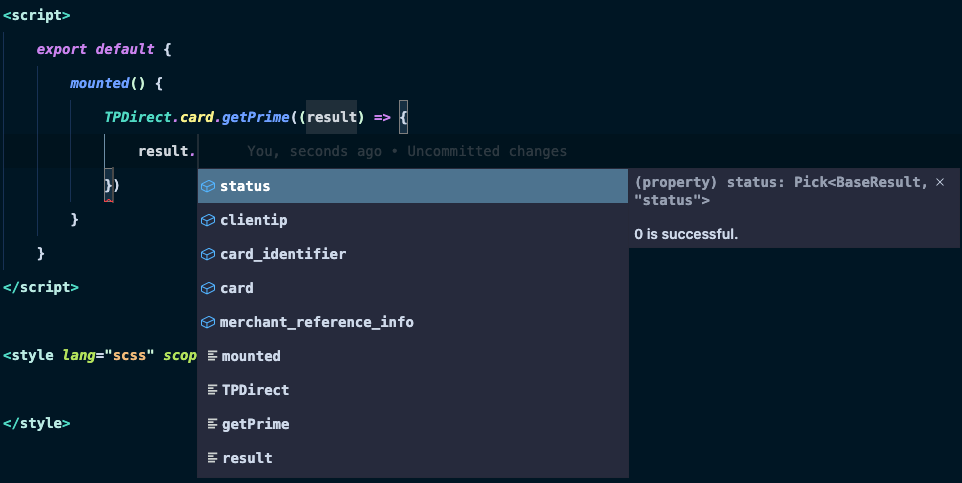 <script>
export default {
mounted() {
TPDirect.card.getPrime((result) => {
result. You, seconds ago • Uncommitted changes
})
}
}
</script>
<style lang="scss" scop
</style>
status
clientip
card_identifier
card
merchant_reference_info
mounted
TPDirect
getPrime
result
(property) status: Pick<BaseResult, ×
"status">
0 is successful.